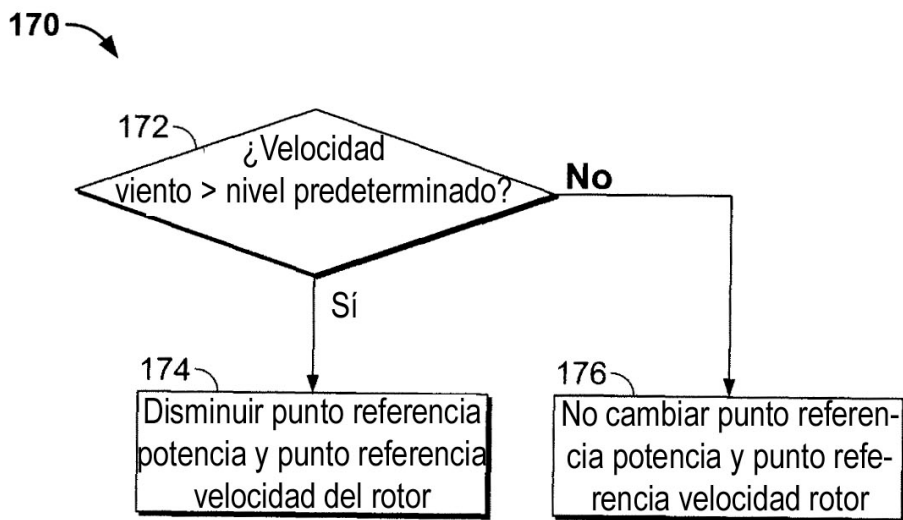 170
172
¿Velocidad
viento > nivel predeterminado?
No
Sí
174
Disminuir punto referencia
potencia y punto referencia
velocidad del rotor
176
No cambiar punto referen-
cia potencia y punto refe-
rencia velocidad rotor